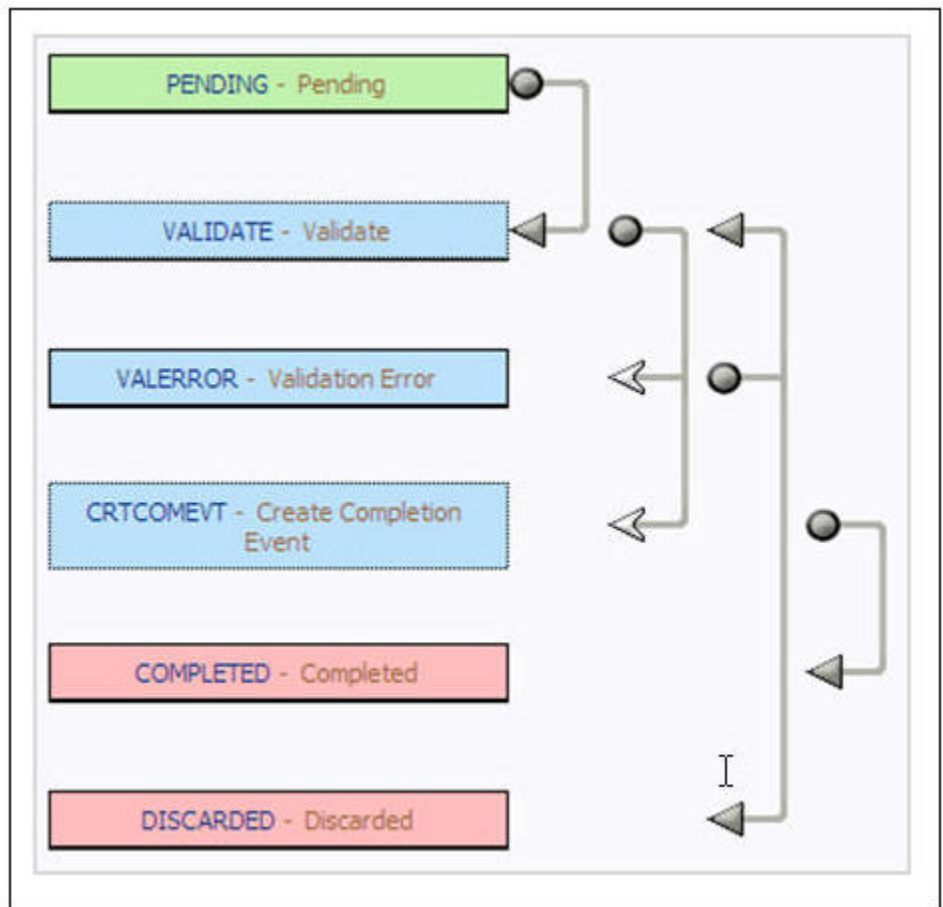 PENDING - Pending
VALIDATE - Validate
VALERROR - Validation Error
CRTCOMEVT - Create Completion
Event
COMPLETED - Completed
DISCARDED - Discarded